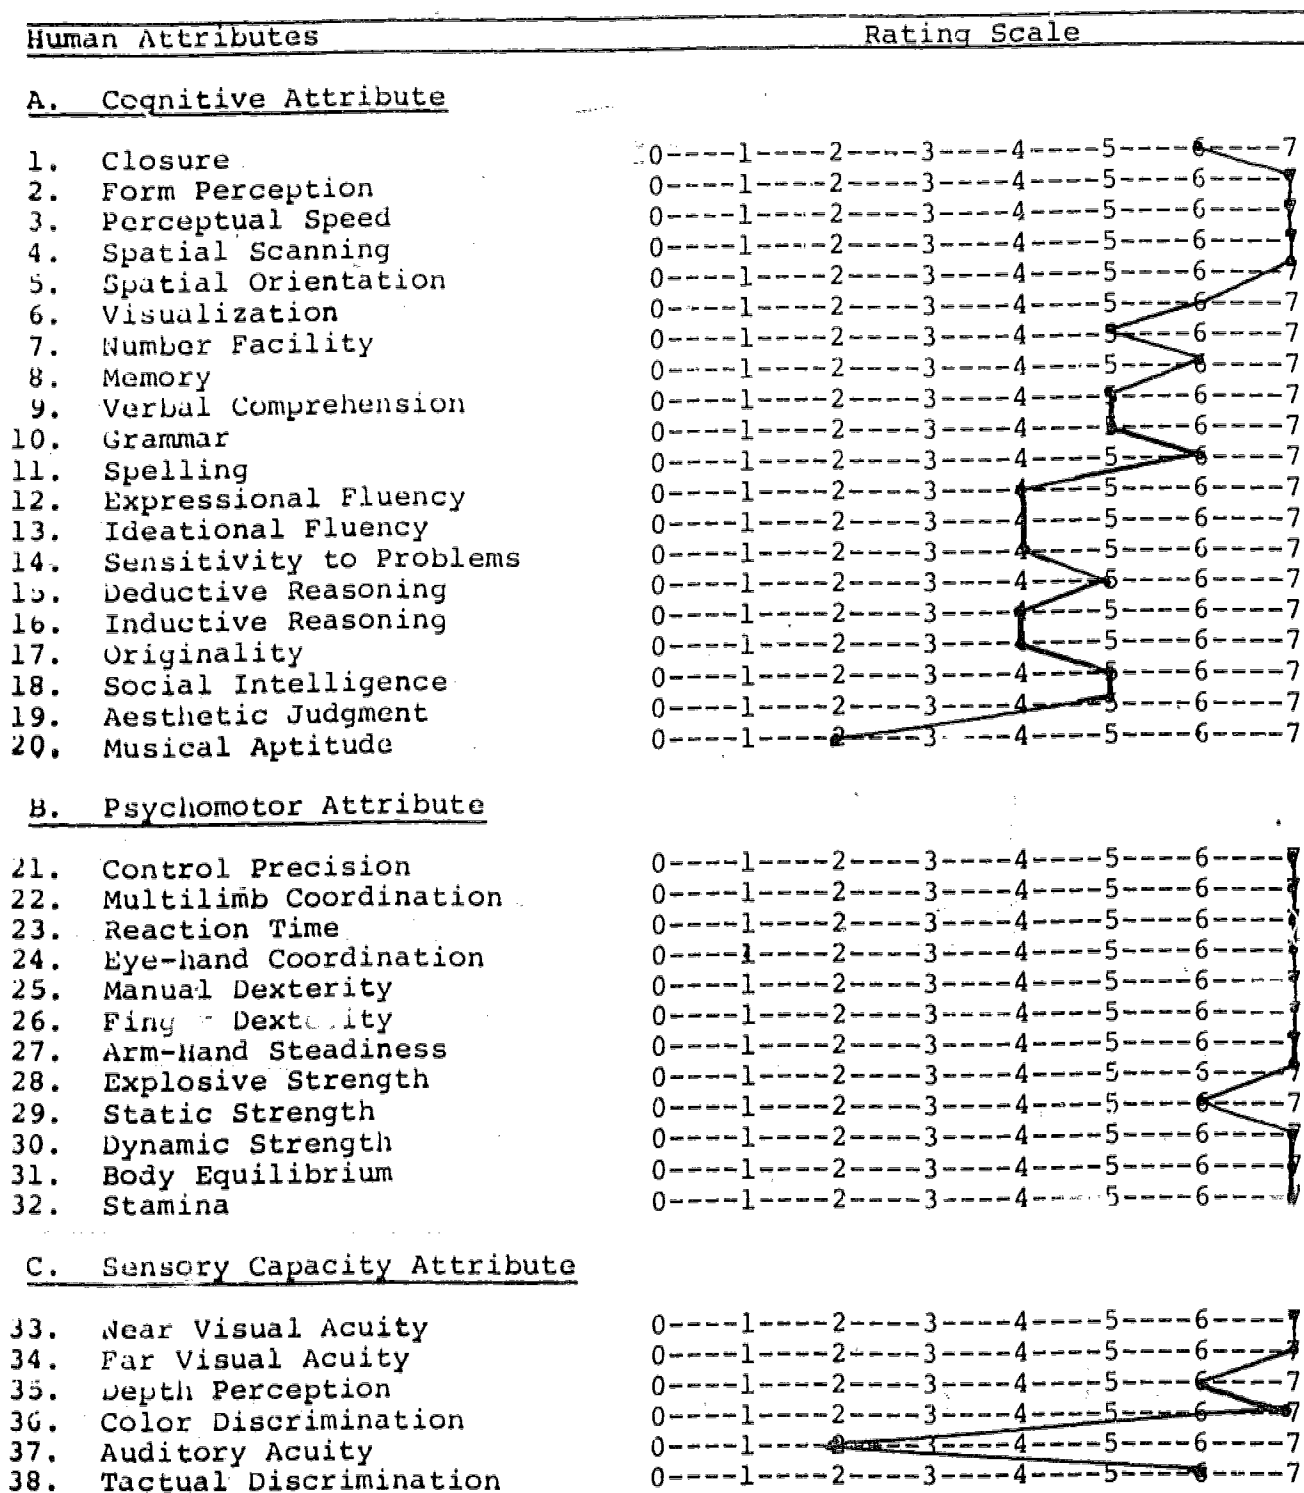 Human Attributes Rating Scale
A. Cognitive Attribute
1. Closure 0----1----2----3----4----5----6----7
2. Form Perception 0----1----2----3----4----5----6----7
3. Perceptual Speed 0----1----2----3----4----5----6----7
4. Spatial Scanning 0----1----2----3----4----5----6----7
5. Spatial Orientation 0----1----2----3----4----5----6----7
6. Visualization 0----1----2----3----4----5----6----7
7. Number Facility 0----1----2----3----4----5----6----7
8. Memory 0----1----2----3----4----5----6----7
9. Verbal Comprehension 0----1----2----3----4----5----6----7
10. Grammar 0----1----2----3----4----5----6----7
11. Spelling 0----1----2----3----4----5----6----7
12. Expressional Fluency 0----1----2----3----4----5----6----7
13. Ideational Fluency 0----1----2----3----4----5----6----7
14. Sensitivity to Problems 0----1----2----3----4----5----6----7
15. Deductive Reasoning 0----1----2----3----4----5----6----7
16. Inductive Reasoning 0----1----2----3----4----5----6----7
17. Originality 0----1----2----3----4----5----6----7
18. Social Intelligence 0----1----2----3----4----5----6----7
19. Aesthetic Judgment 0----1----2----3----4----5----6----7
20. Musical Aptitude 0----1----2----3----4----5----6----7
B. Psychomotor Attribute
21. Control Precision 0----1----2----3----4----5----6----7
22. Multilimb Coordination 0----1----2----3----4----5----6----7
23. Reaction Time 0----1----2----3----4----5----6----7
24. Eye-hand Coordination 0----1----2----3----4----5----6----7
25. Manual Dexterity 0----1----2----3----4----5----6----7
26. Dexterity 0----1----2----3----4----5----6----7
27. Arm-Hand Steadiness 0----1----2----3----4----5----6----7
28. Explosive Strength 0----1----2----3----4----5----6----7
29. Static Strength 0----1----2----3----4----5----6----7
30. Dynamic Strength 0----1----2----3----4----5----6----7
31. Body Equilibrium 0----1----2----3----4----5----6----7
32. Stamina 0----1----2----3----4----5----6----7
C. Sensory Capacity Attribute
33. Near Visual Acuity 0----1----2----3----4----5----6----7
34. Far Visual Acuity 0----1----2----3----4----5----6----7
35. Depth Perception 0----1----2----3----4----5----6----7
36. Color Discrimination 0----1----2----3----4----5----6----7
37. Auditory Acuity 0----1----2----3----4----5----6----7
38. Tactual Discrimination 0----1----2----3----4----5----6----7